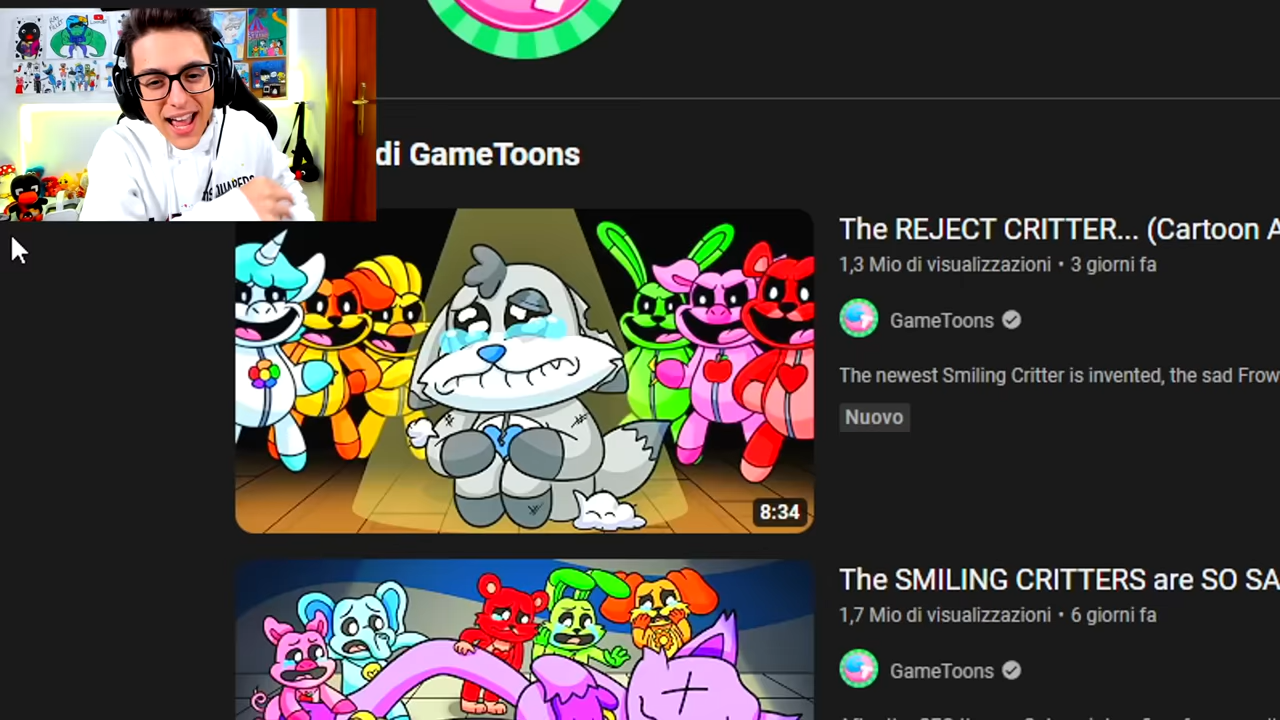 di GameToons
The REJECT CRITTER... (Cartoon A
1,3 Mio di visualizzazioni • 3 giorni fa
GameToons
The newest Smiling Critter is invented, the sad Frow
Nuovo
8:34
The SMILING CRITTERS are SO SA
1,7 Mio di visualizzazioni • 6 giorni fa
GameToons